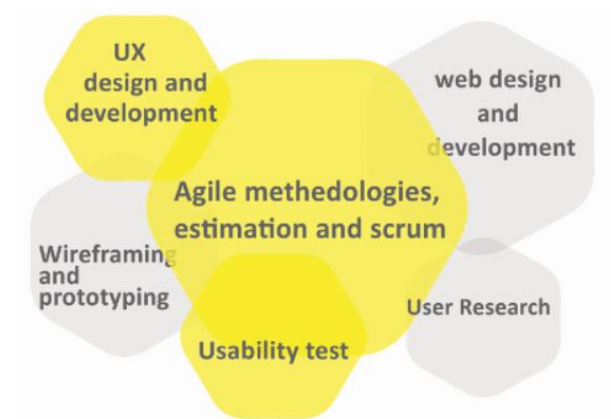 UX
design and
development
web design
and
development
Agile methedologies,
estimation and scrum
Wireframing
and
prototyping
User Research
Usability test